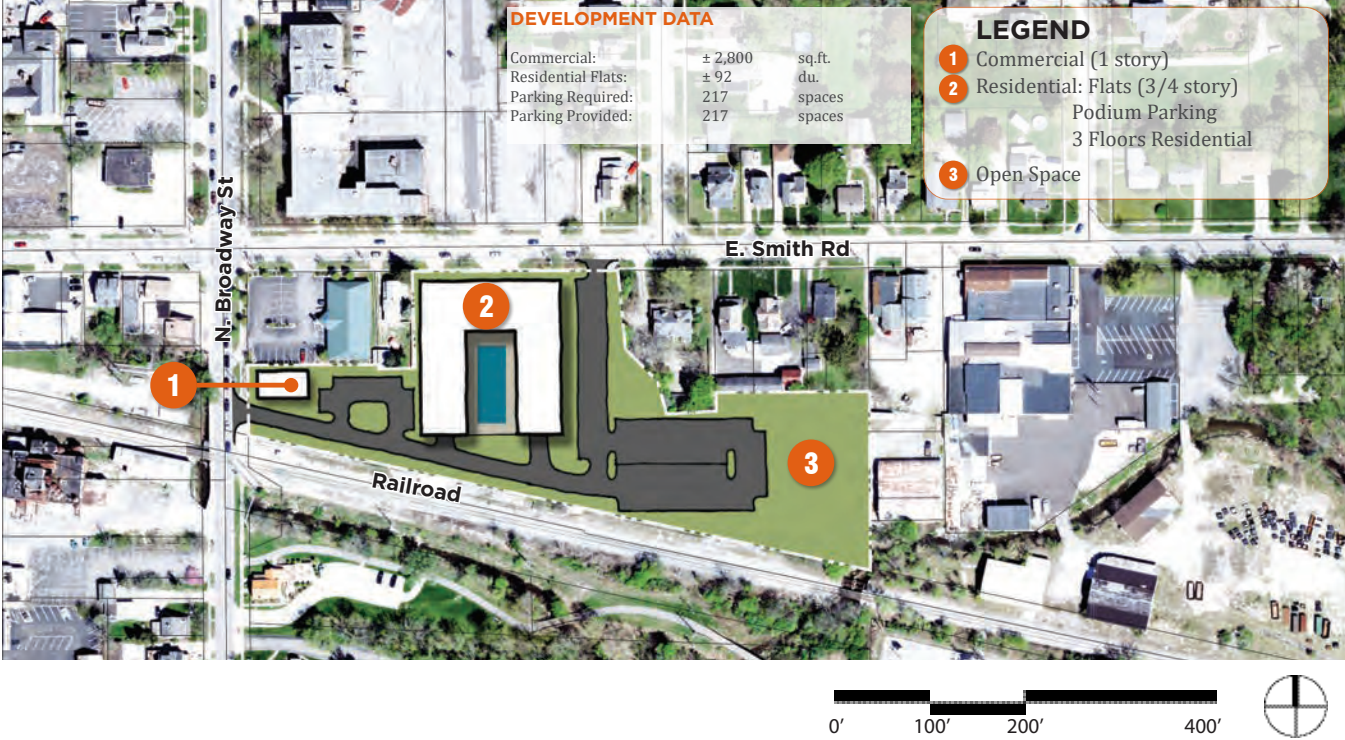 DEVELOPMENT DATA
Commercial: ± 2,800 sq.ft.
Residential Flats: ± 92 du.
Parking Required: 217 spaces
Parking Provided: 217 spaces
LEGEND
1 Commercial (1 story)
2 Residential: Flats (3/4 story)
Podium Parking
3 Floors Residential
3 Open Space
N. Broadway St
E. Smith Rd
2
1
3
Railroad
0’ 100’ 200’ 400’